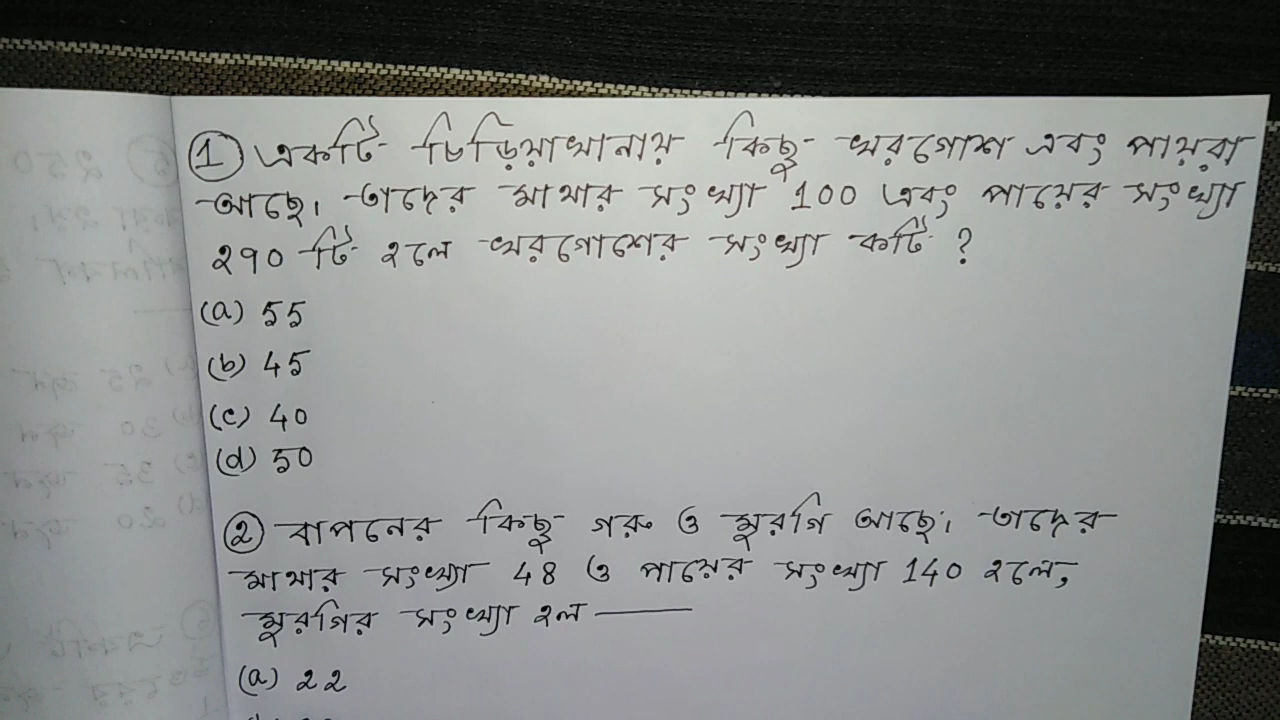 ① একটি চিড়িয়াখানায় কিছু খরগোশ এবং পায়রা
আছে। তাদের মাথার সংখ্যা 100 এবং পায়ের সংখ্যা
290 টি হলে খরগোশের সংখ্যা কটি ?
(a) 55
(b) 45
(c) 40
(d) 50
② বাপনের কিছু গরু ও মুরগি আছে। তাদের
মাথার সংখ্যা 48 ও পায়ের সংখ্যা 140 হলে,
মুরগির সংখ্যা হল ———
(a) 22